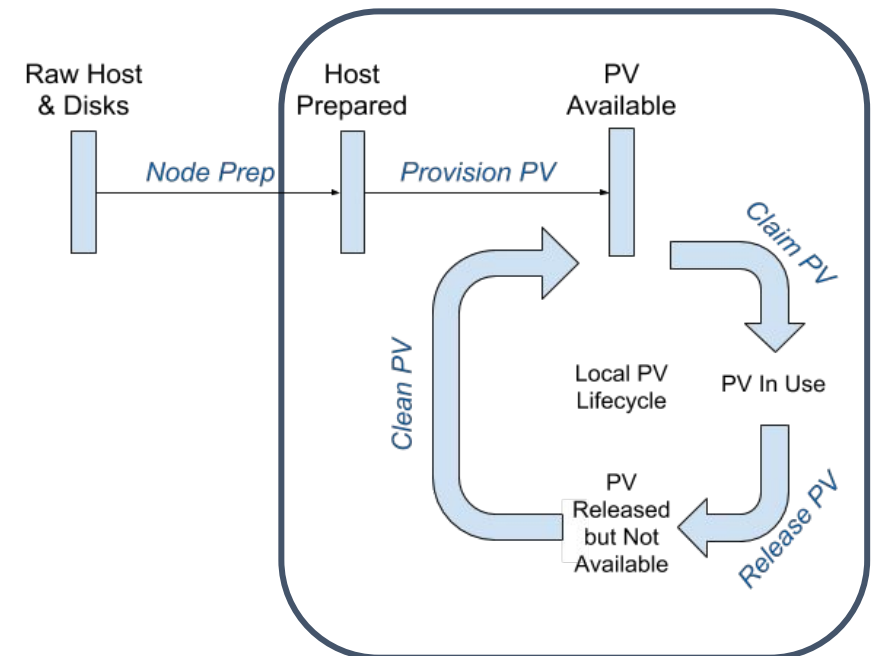 Raw Host
& Disks
Host
Prepared
PV
Available
Node Prep
Provision PV
Claim PV
Clean PV
Local PV
Lifecycle
PV In Use
PV
Released
but Not
Available
Release PV